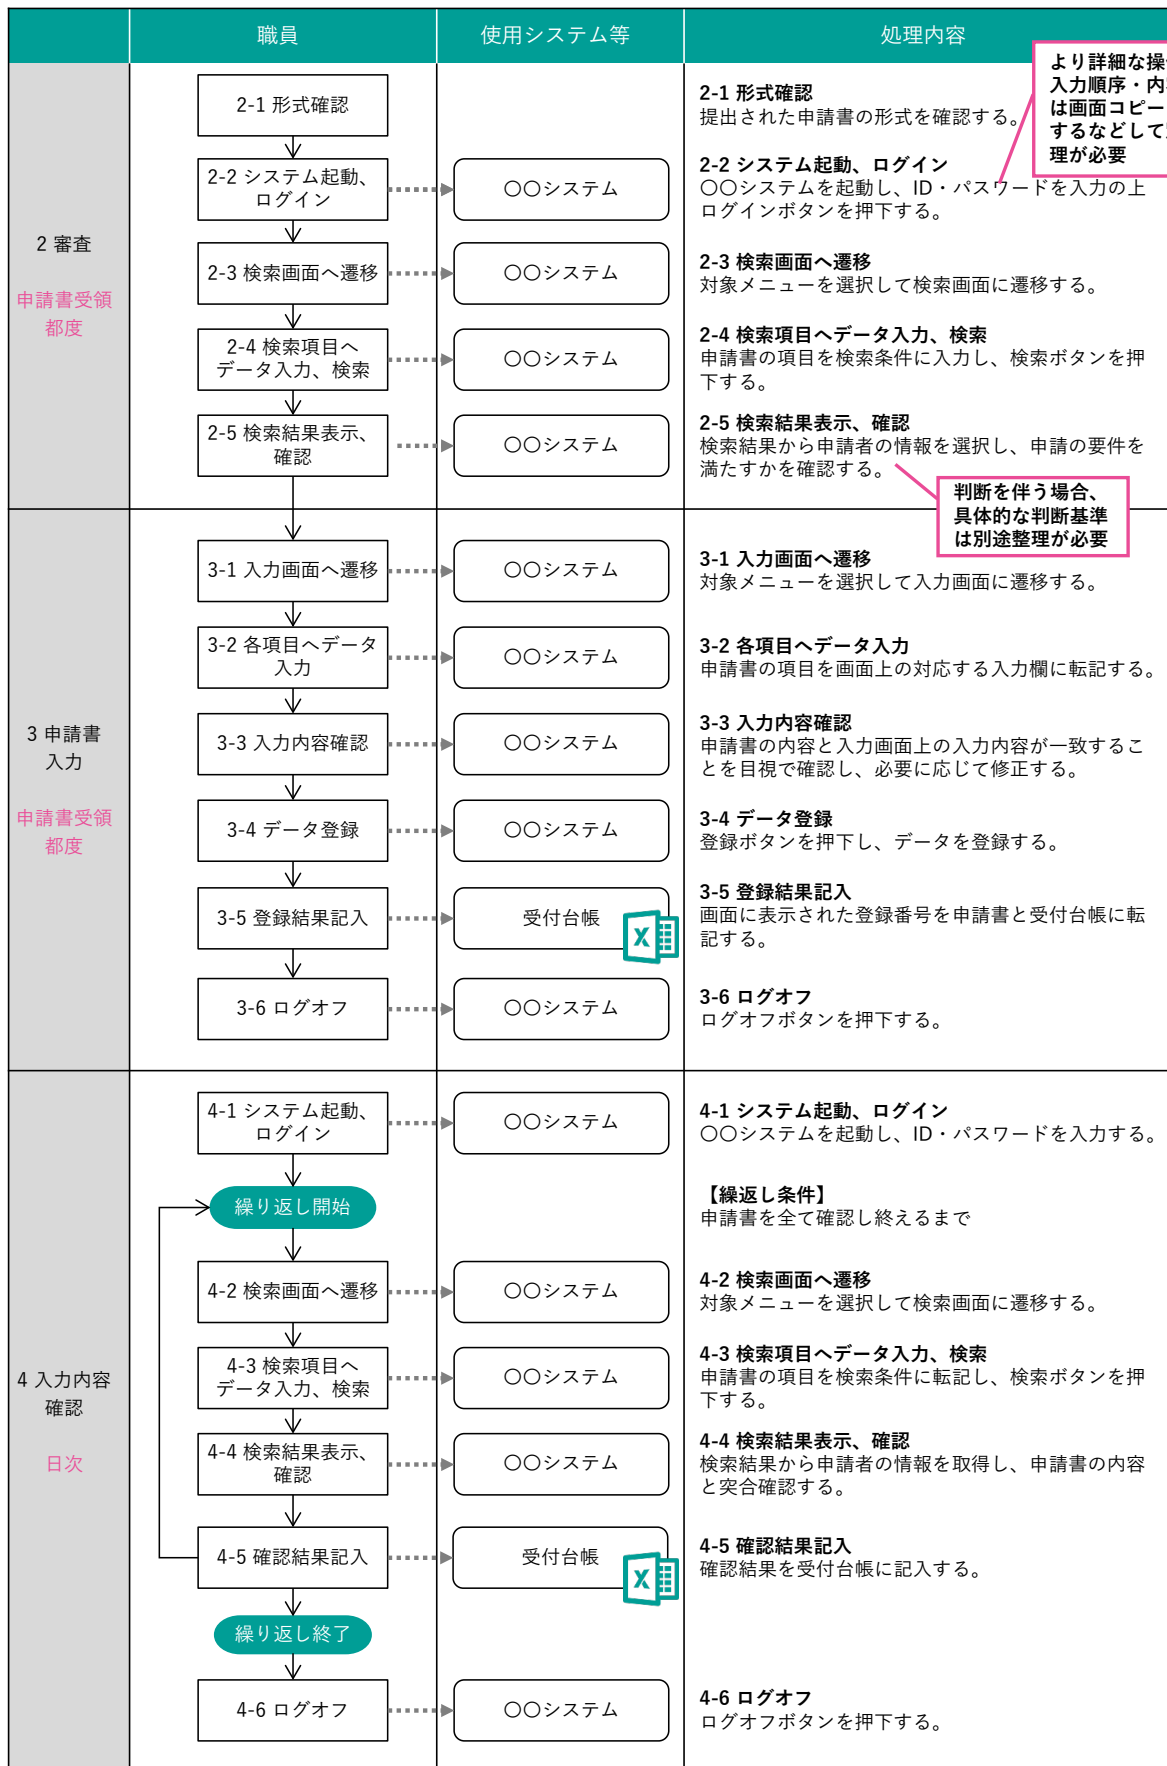 職員
使用システム等
処理内容
より詳細な操
入力順序・内
は画面コピー
するなどして
理が必要
2 審査
申請書受領
都度
2-1 形式確認
2-1 形式確認
提出された申請書の形式を確認する。
2-2 システム起動、
ログイン
〇〇システム
2-2 システム起動、ログイン
〇〇システムを起動し、ID・パスワードを入力の上
ログインボタンを押下する。
2-3 検索画面へ遷移
〇〇システム
2-3 検索画面へ遷移
対象メニューを選択して検索画面に遷移する。
2-4 検索項目へ
データ入力、検索
〇〇システム
2-4 検索項目へデータ入力、検索
申請書の項目を検索条件に入力し、検索ボタンを押
下する。
2-5 検索結果表示、
確認
〇〇システム
2-5 検索結果表示、確認
検索結果から申請者の情報を選択し、申請の要件を
満たすかを確認する。
判断を伴う場合、
具体的な判断基準
は別途整理が必要
3 申請書
入力
申請書受領
都度
3-1 入力画面へ遷移
〇〇システム
3-1 入力画面へ遷移
対象メニューを選択して入力画面に遷移する。
3-2 各項目へデータ
入力
〇〇システム
3-2 各項目へデータ入力
申請書の項目を画面上の対応する入力欄に転記する。
3-3 入力内容確認
〇〇システム
3-3 入力内容確認
申請書の内容と入力画面上の入力内容が一致するこ
とを目視で確認し、必要に応じて修正する。
3-4 データ登録
〇〇システム
3-4 データ登録
登録ボタンを押下し、データを登録する。
3-5 登録結果記入
受付台帳
X
3-5 登録結果記入
画面に表示された登録番号を申請書と受付台帳に転
記する。
3-6 ログオフ
〇〇システム
3-6 ログオフ
ログオフボタンを押下する。
4 入力内容
確認
日次
4-1 システム起動、
ログイン
〇〇システム
4-1 システム起動、ログイン
〇〇システムを起動し、ID・パスワードを入力する。
繰り返し開始
【繰返し条件】
申請書を全て確認し終えるまで
4-2 検索画面へ遷移
〇〇システム
4-2 検索画面へ遷移
対象メニューを選択して検索画面に遷移する。
4-3 検索項目へ
データ入力、検索
〇〇システム
4-3 検索項目へデータ入力、検索
申請書の項目を検索条件に転記し、検索ボタンを押
下する。
4-4 検索結果表示、
確認
〇〇システム
4-4 検索結果表示、確認
検索結果から申請者の情報を取得し、申請書の内容
と突合確認する。
4-5 確認結果記入
受付台帳
X
4-5 確認結果記入
確認結果を受付台帳に記入する。
繰り返し終了
4-6 ログオフ
〇〇システム
4-6 ログオフ
ログオフボタンを押下する。